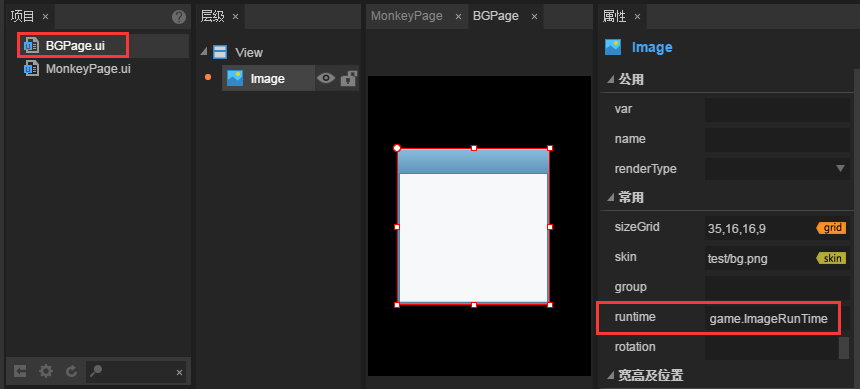 项目 ×
BGPage.ui
MonkeyPage.ui
×
层级 ×
View
Image
MonkeyPage × BGPage ×
属性 ×
Image
公用
var
name
renderType
常用
sizeGrid 35,16,16,9 grid
skin test/bg.png skin
group
runtime game.ImageRunTime
rotation
宽高及位置